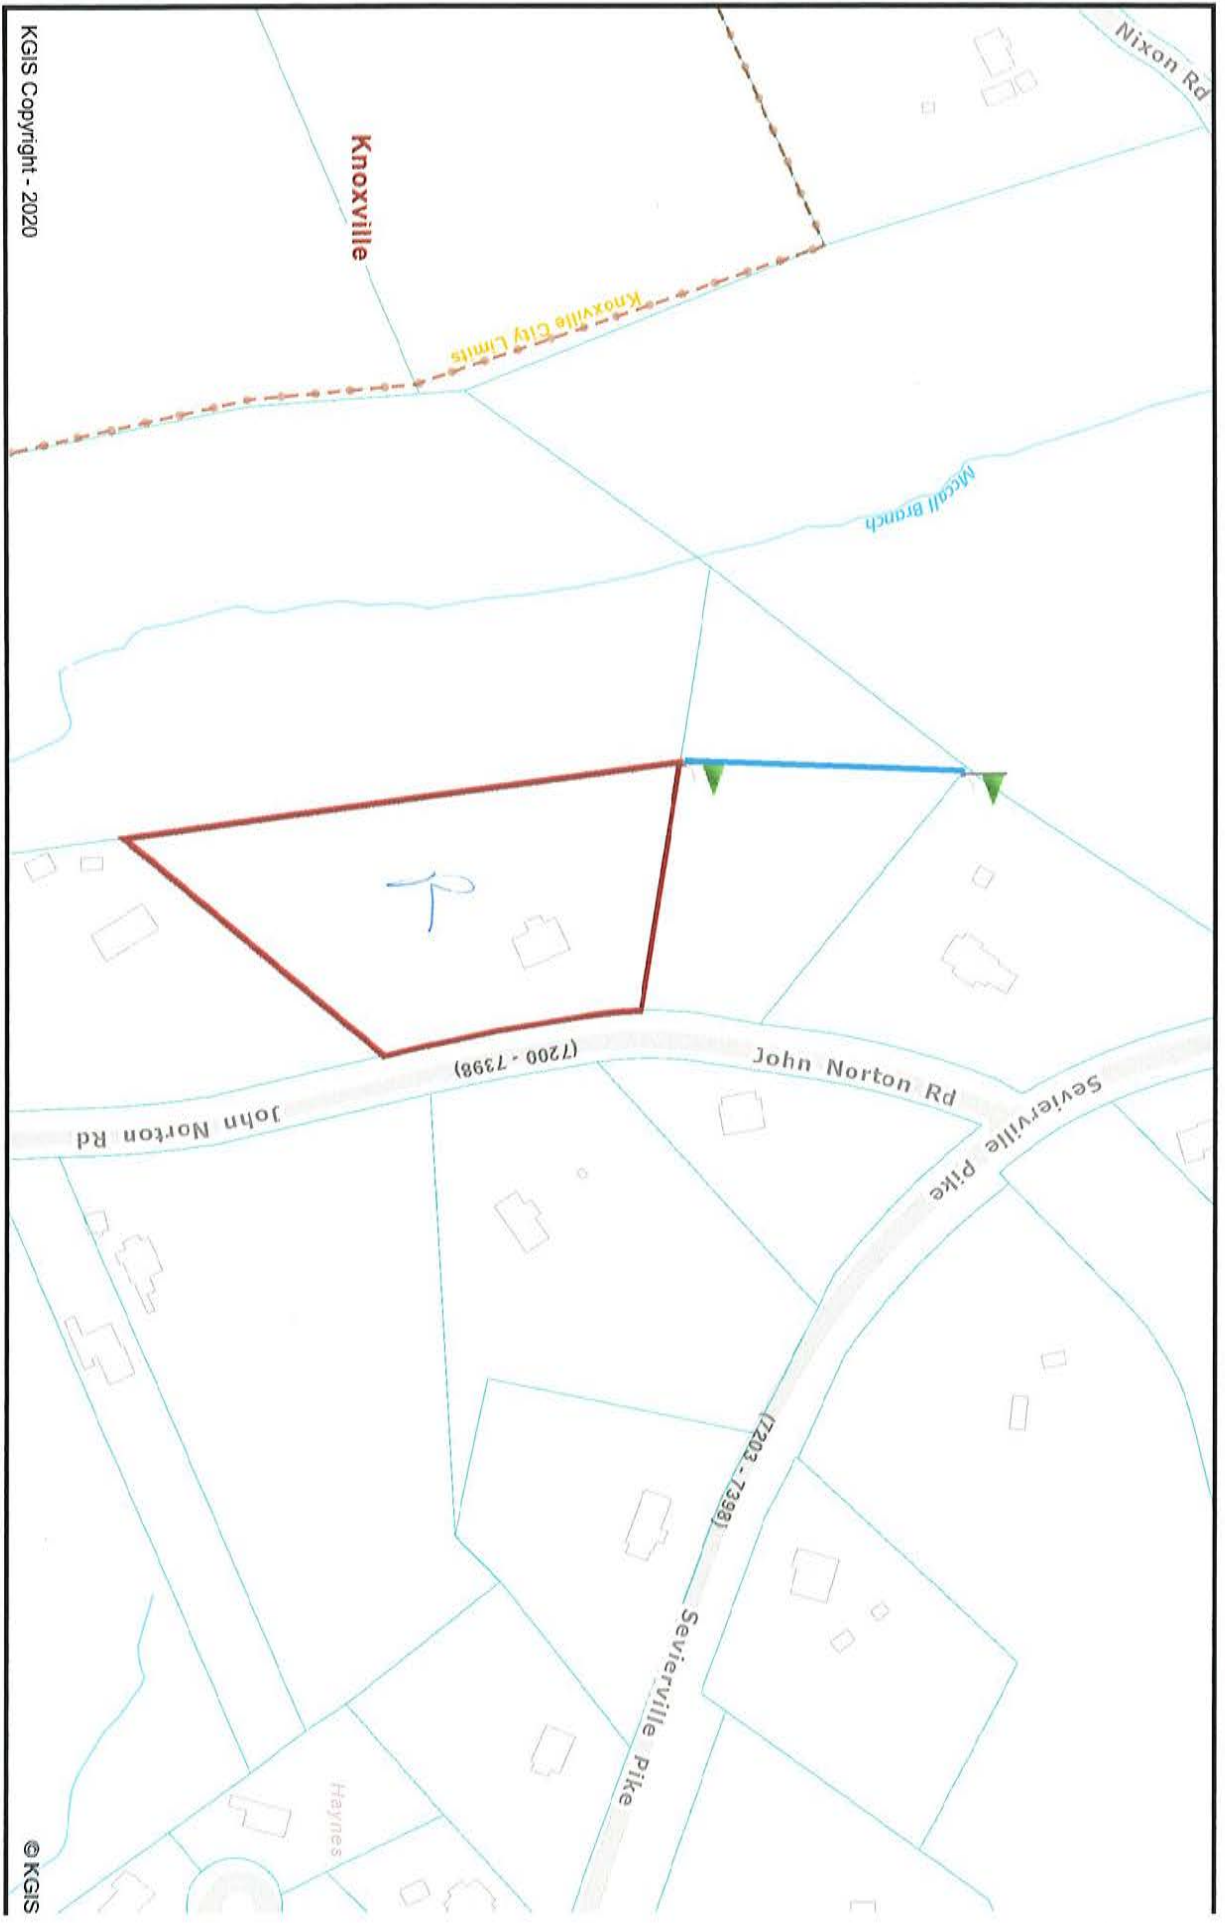 Nixon Rd
Knoxville
Knoxville City Limits
Mccall Branch
R
John Norton Rd
(7200 - 7398)
John Norton Rd
Sevierville Pike
(7203 - 7398)
Sevierville Pike
Haynes
KGIS Copyright - 2020
© KGIS